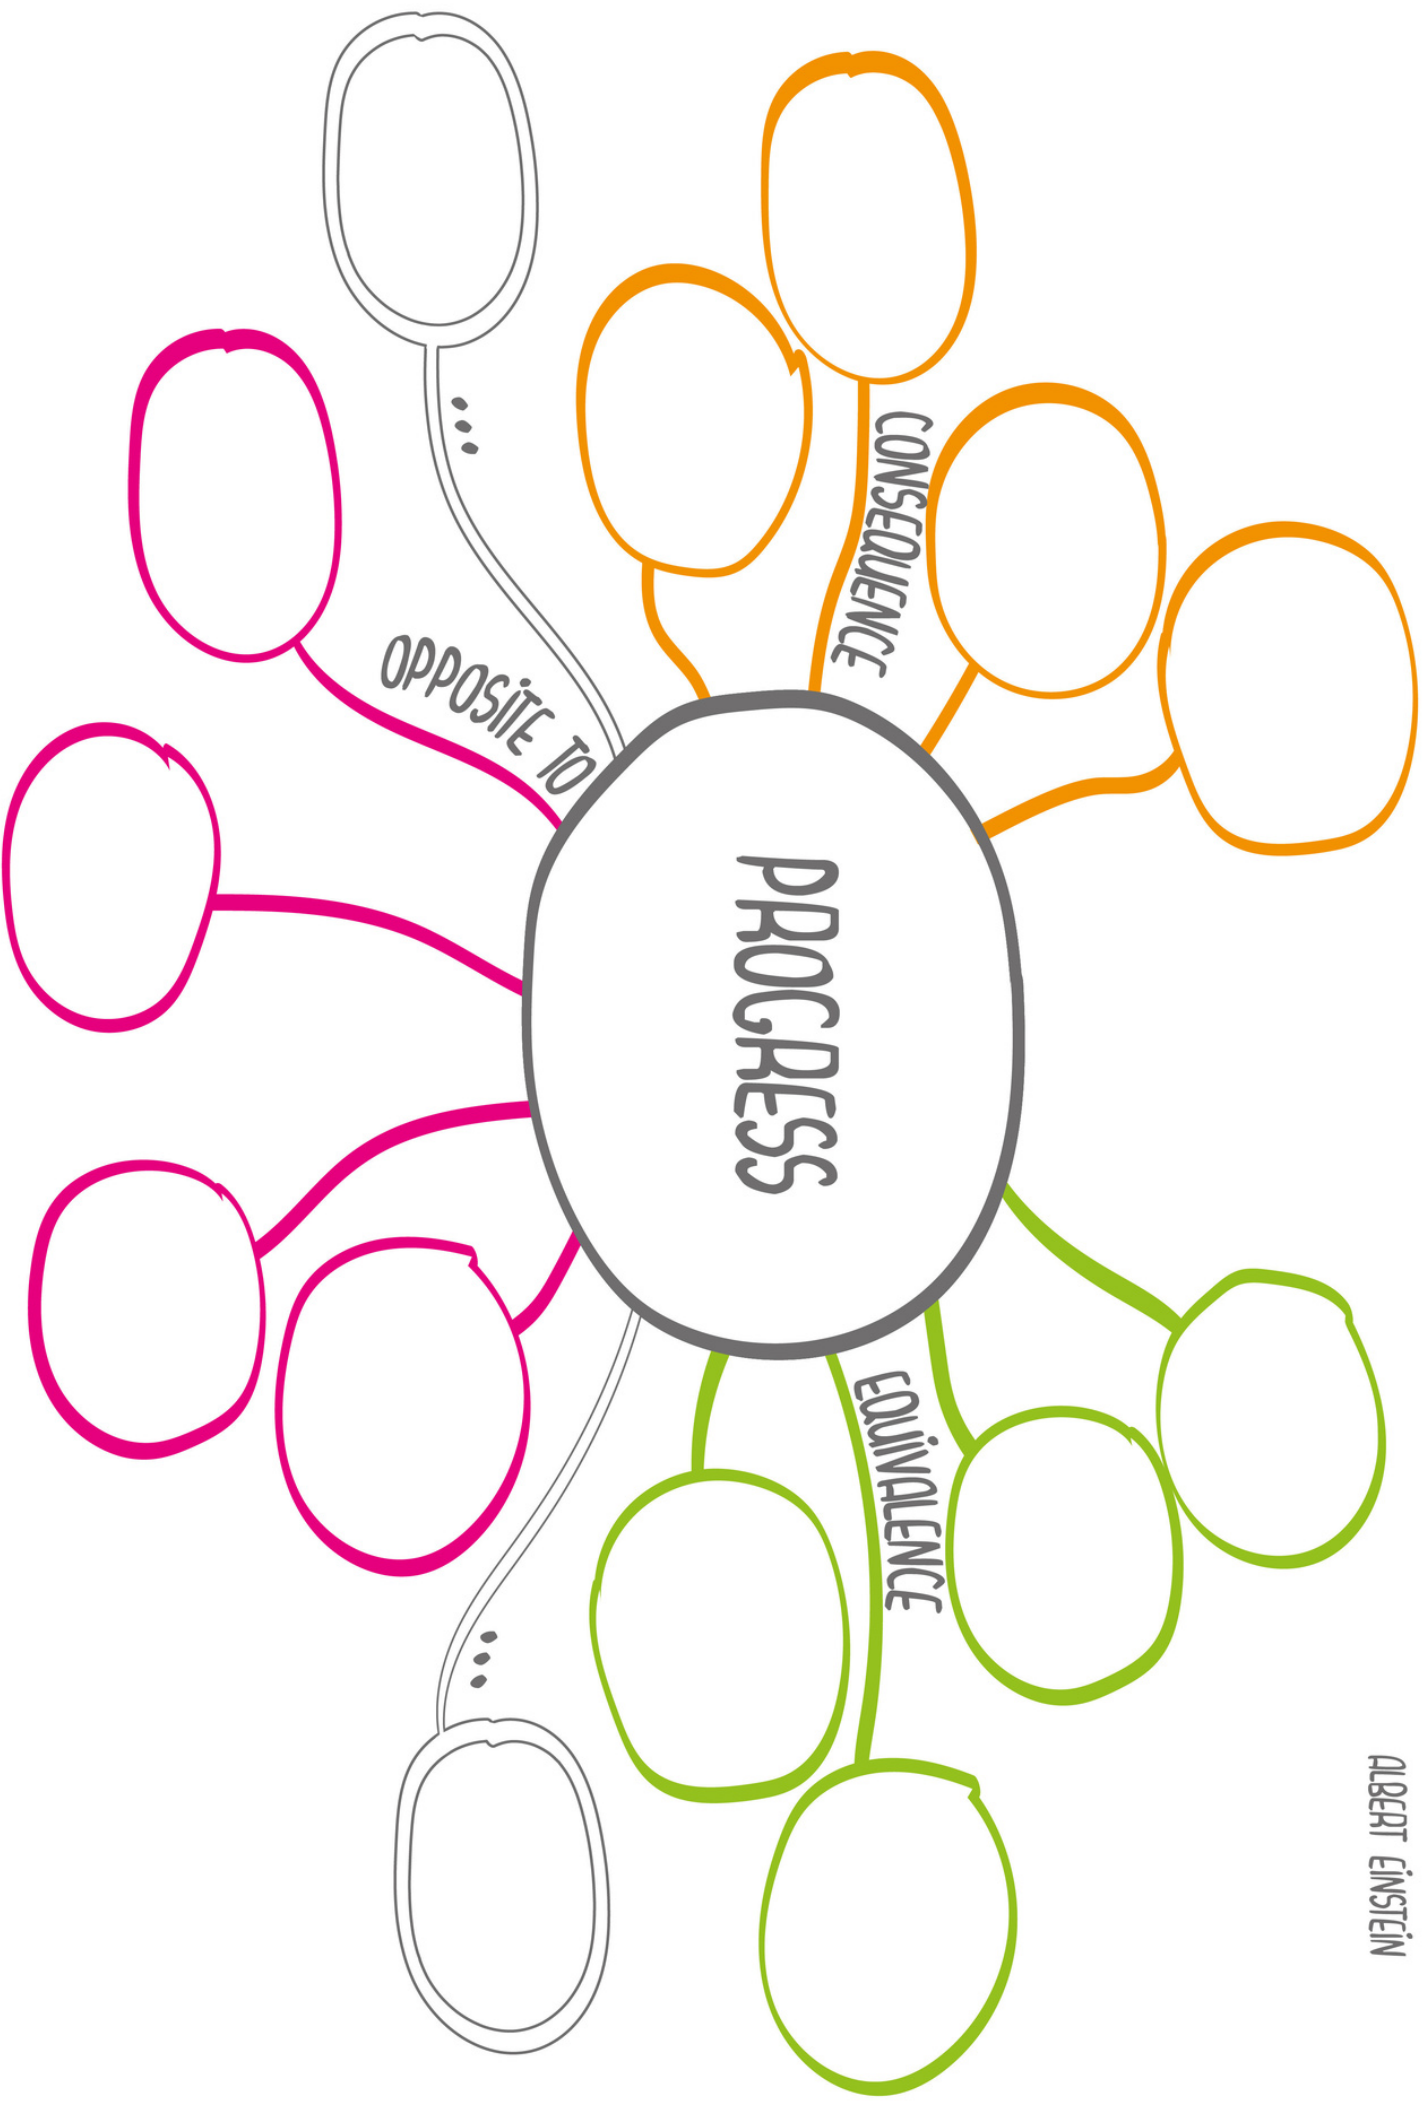 ALBERT EINSTEIN
CONSEQUENCE
EQUIVALENCE
PROGRESS
OPPOSITE TO
...
...